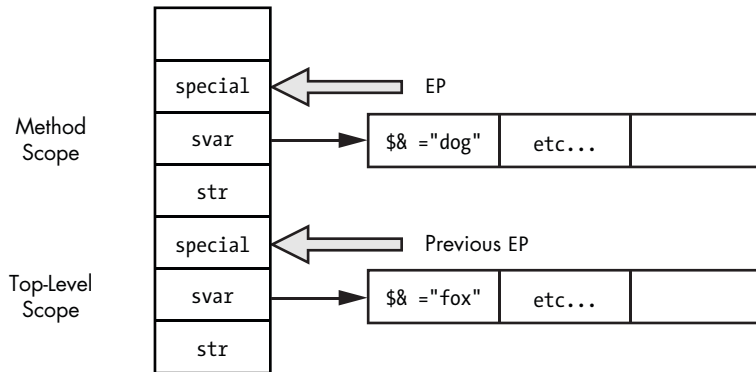 special
EP
Method
Scope
svar
$& ="dog"
etc...
str
special
Previous EP
Top-Level
Scope
svar
$& ="fox"
etc...
str